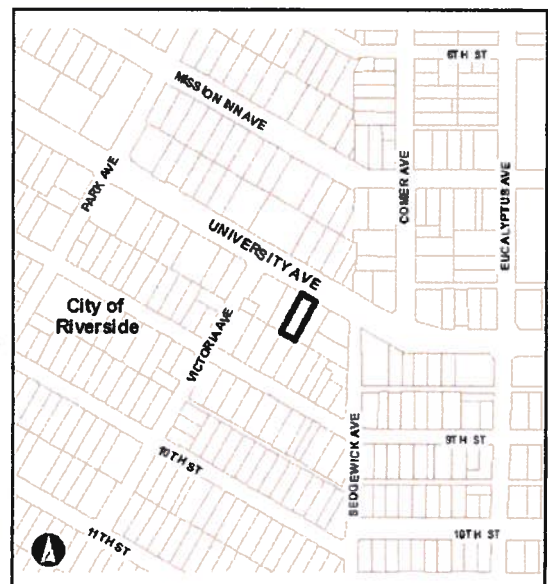 6TH ST
MISSION INN AVE
PARK AVE
COMER AVE
EUCALYPTUS AVE
UNIVERSITY AVE
City of
Riverside
VICTORIA AVE
9TH ST
SEDGEWICK AVE
10TH ST
10TH ST
11TH ST